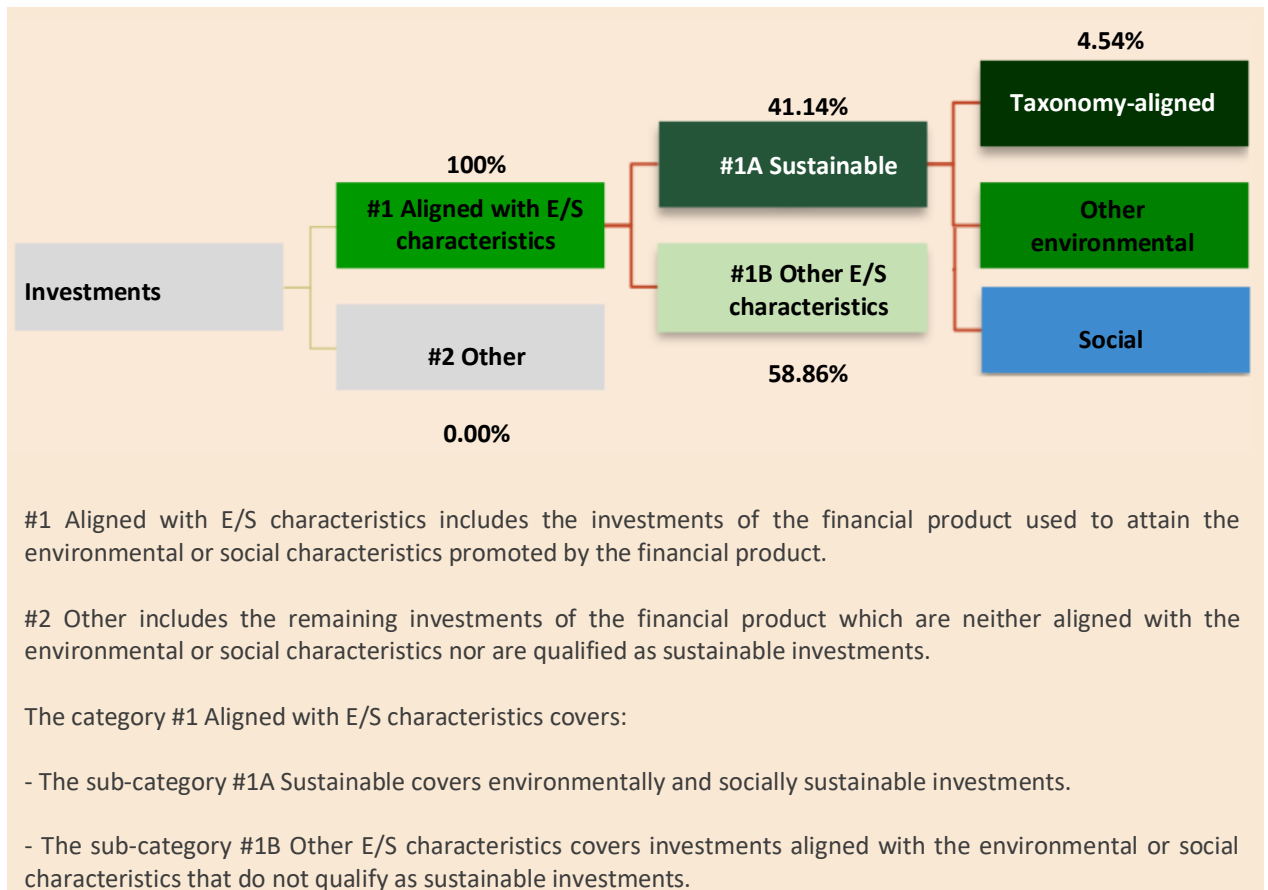 4.54%
Taxonomy-aligned
41.14%
#1A Sustainable
100%
#1 Aligned with E/S
characteristics
Other
environmental
Investments
#1B Other E/S
characteristics
Social
#2 Other
58.86%
0.00%
#1 Aligned with E/S characteristics includes the investments of the financial product used to attain the
environmental or social characteristics promoted by the financial product.
#2 Other includes the remaining investments of the financial product which are neither aligned with the
environmental or social characteristics nor are qualified as sustainable investments.
The category #1 Aligned with E/S characteristics covers:
- The sub-category #1A Sustainable covers environmentally and socially sustainable investments.
- The sub-category #1B Other E/S characteristics covers investments aligned with the environmental or social
characteristics that do not qualify as sustainable investments.